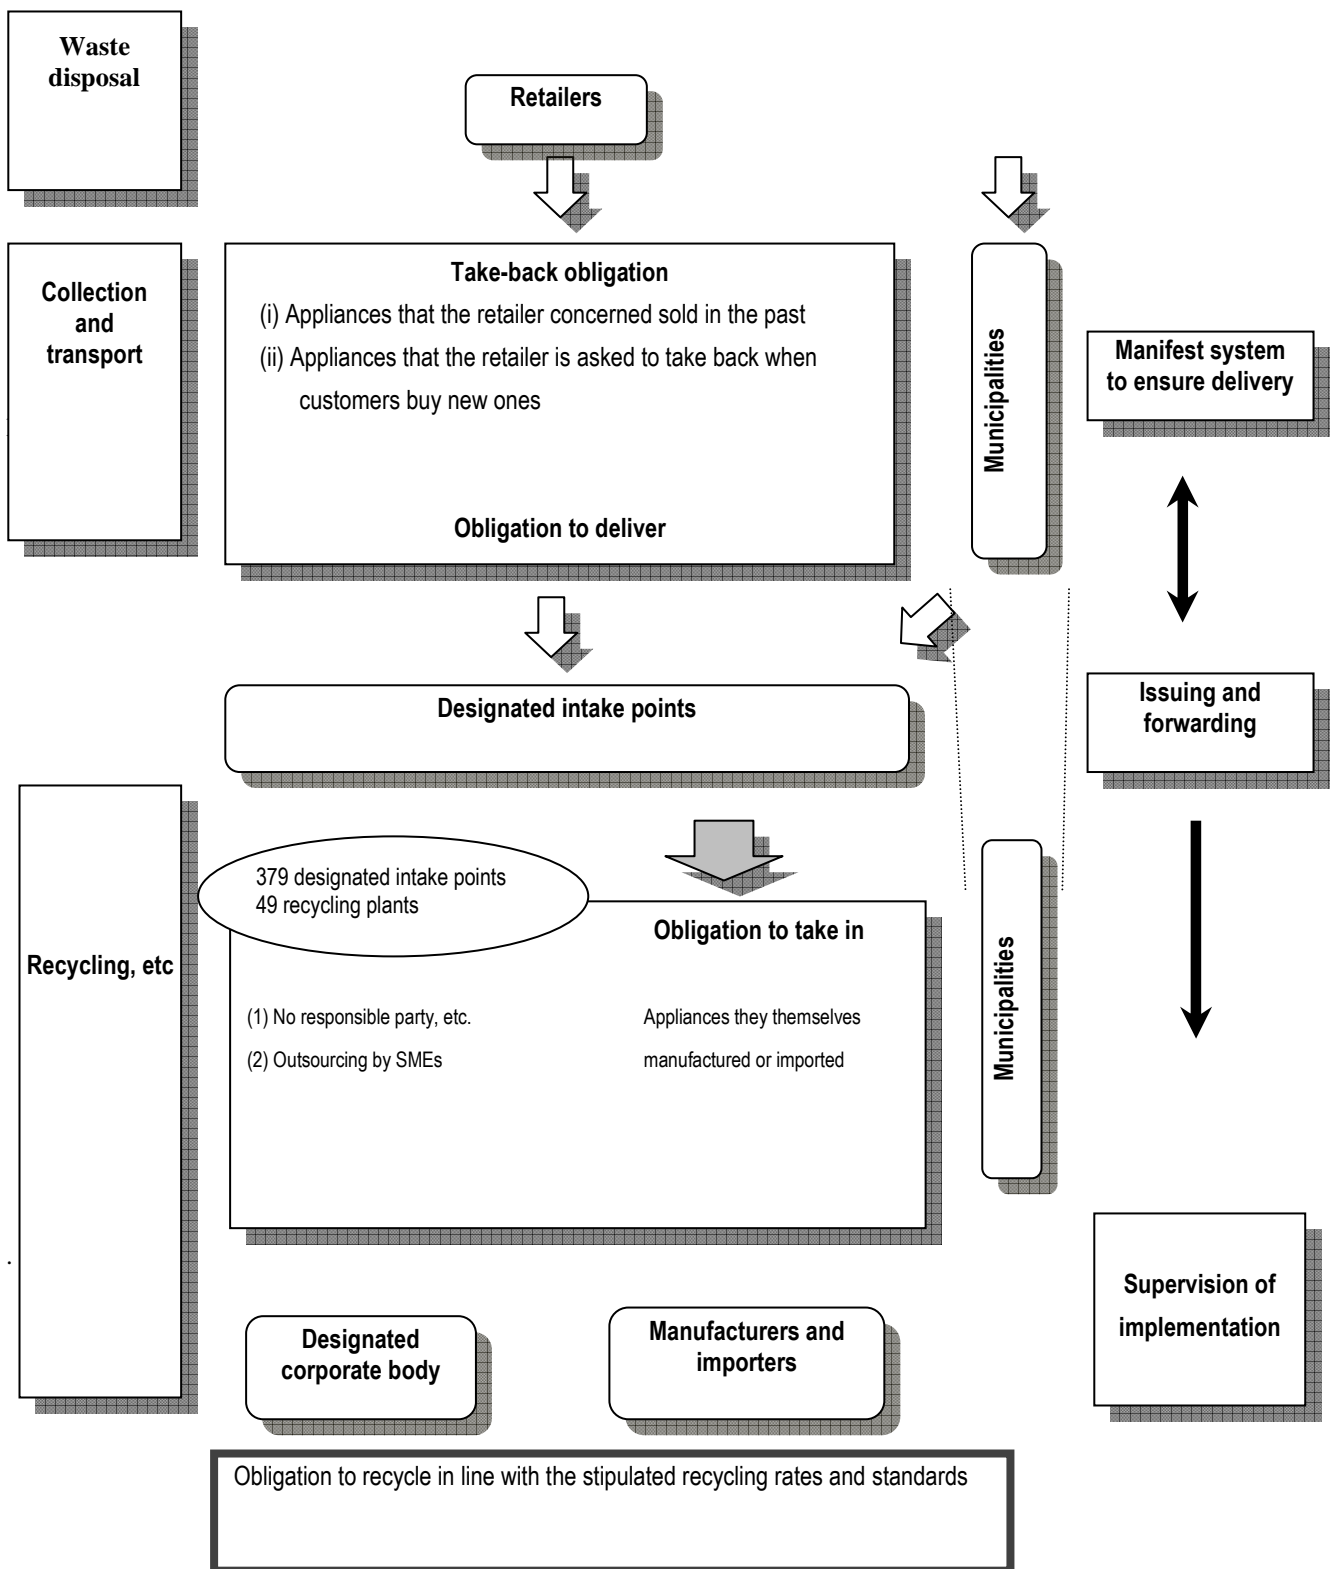 Waste
disposal
Retailers
Collection
and
transport
Take-back obligation
(i) Appliances that the retailer concerned sold in the past
(ii) Appliances that the retailer is asked to take back when
customers buy new ones
Obligation to deliver
Municipalities
Manifest system
to ensure delivery
Designated intake points
Issuing and
forwarding
379 designated intake points
49 recycling plants
Recycling, etc
Obligation to take in
(1) No responsible party, etc.
(2) Outsourcing by SMEs
Appliances they themselves
manufactured or imported
Municipalities
Supervision of
implementation
Designated
corporate body
Manufacturers and
importers
Obligation to recycle in line with the stipulated recycling rates and standards